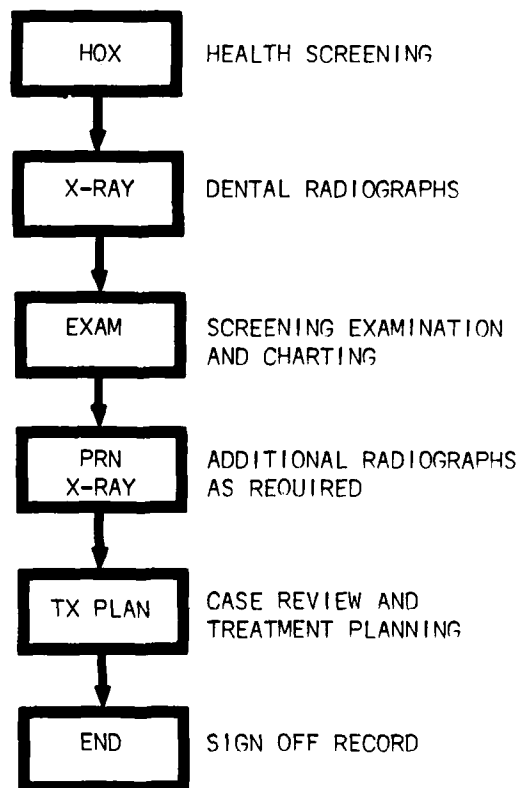 HOX HEALTH SCREENING
X-RAY DENTAL RADIOGRAPHS
EXAM SCREENING EXAMINATION
AND CHARTING
PRN ADDITIONAL RADIOGRAPHS
X-RAY AS REQUIRED
TX PLAN CASE REVIEW AND
TREATMENT PLANNING
END SIGN OFF RECORD